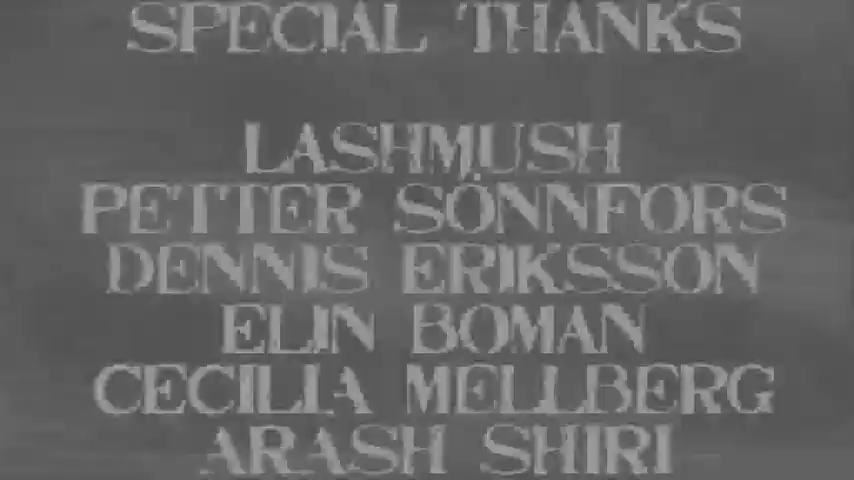 SPECIAL THANKS
LASHMUSH
PETTER SÖNNFORS
DENNIS ERIKSSON
ELIN BOMAN
CECILIA MELLBERG
ARASH SHIRI